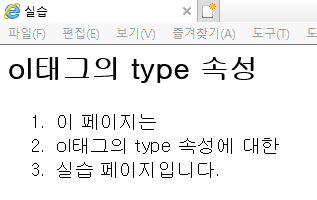 실습
파일(F) 편집(E) 보기(V) 즐겨찾기(A) 도구(T) 도
ol태그의 type 속성
1. 이 페이지는
2. ol태그의 type 속성에 대한
3. 실습 페이지입니다.